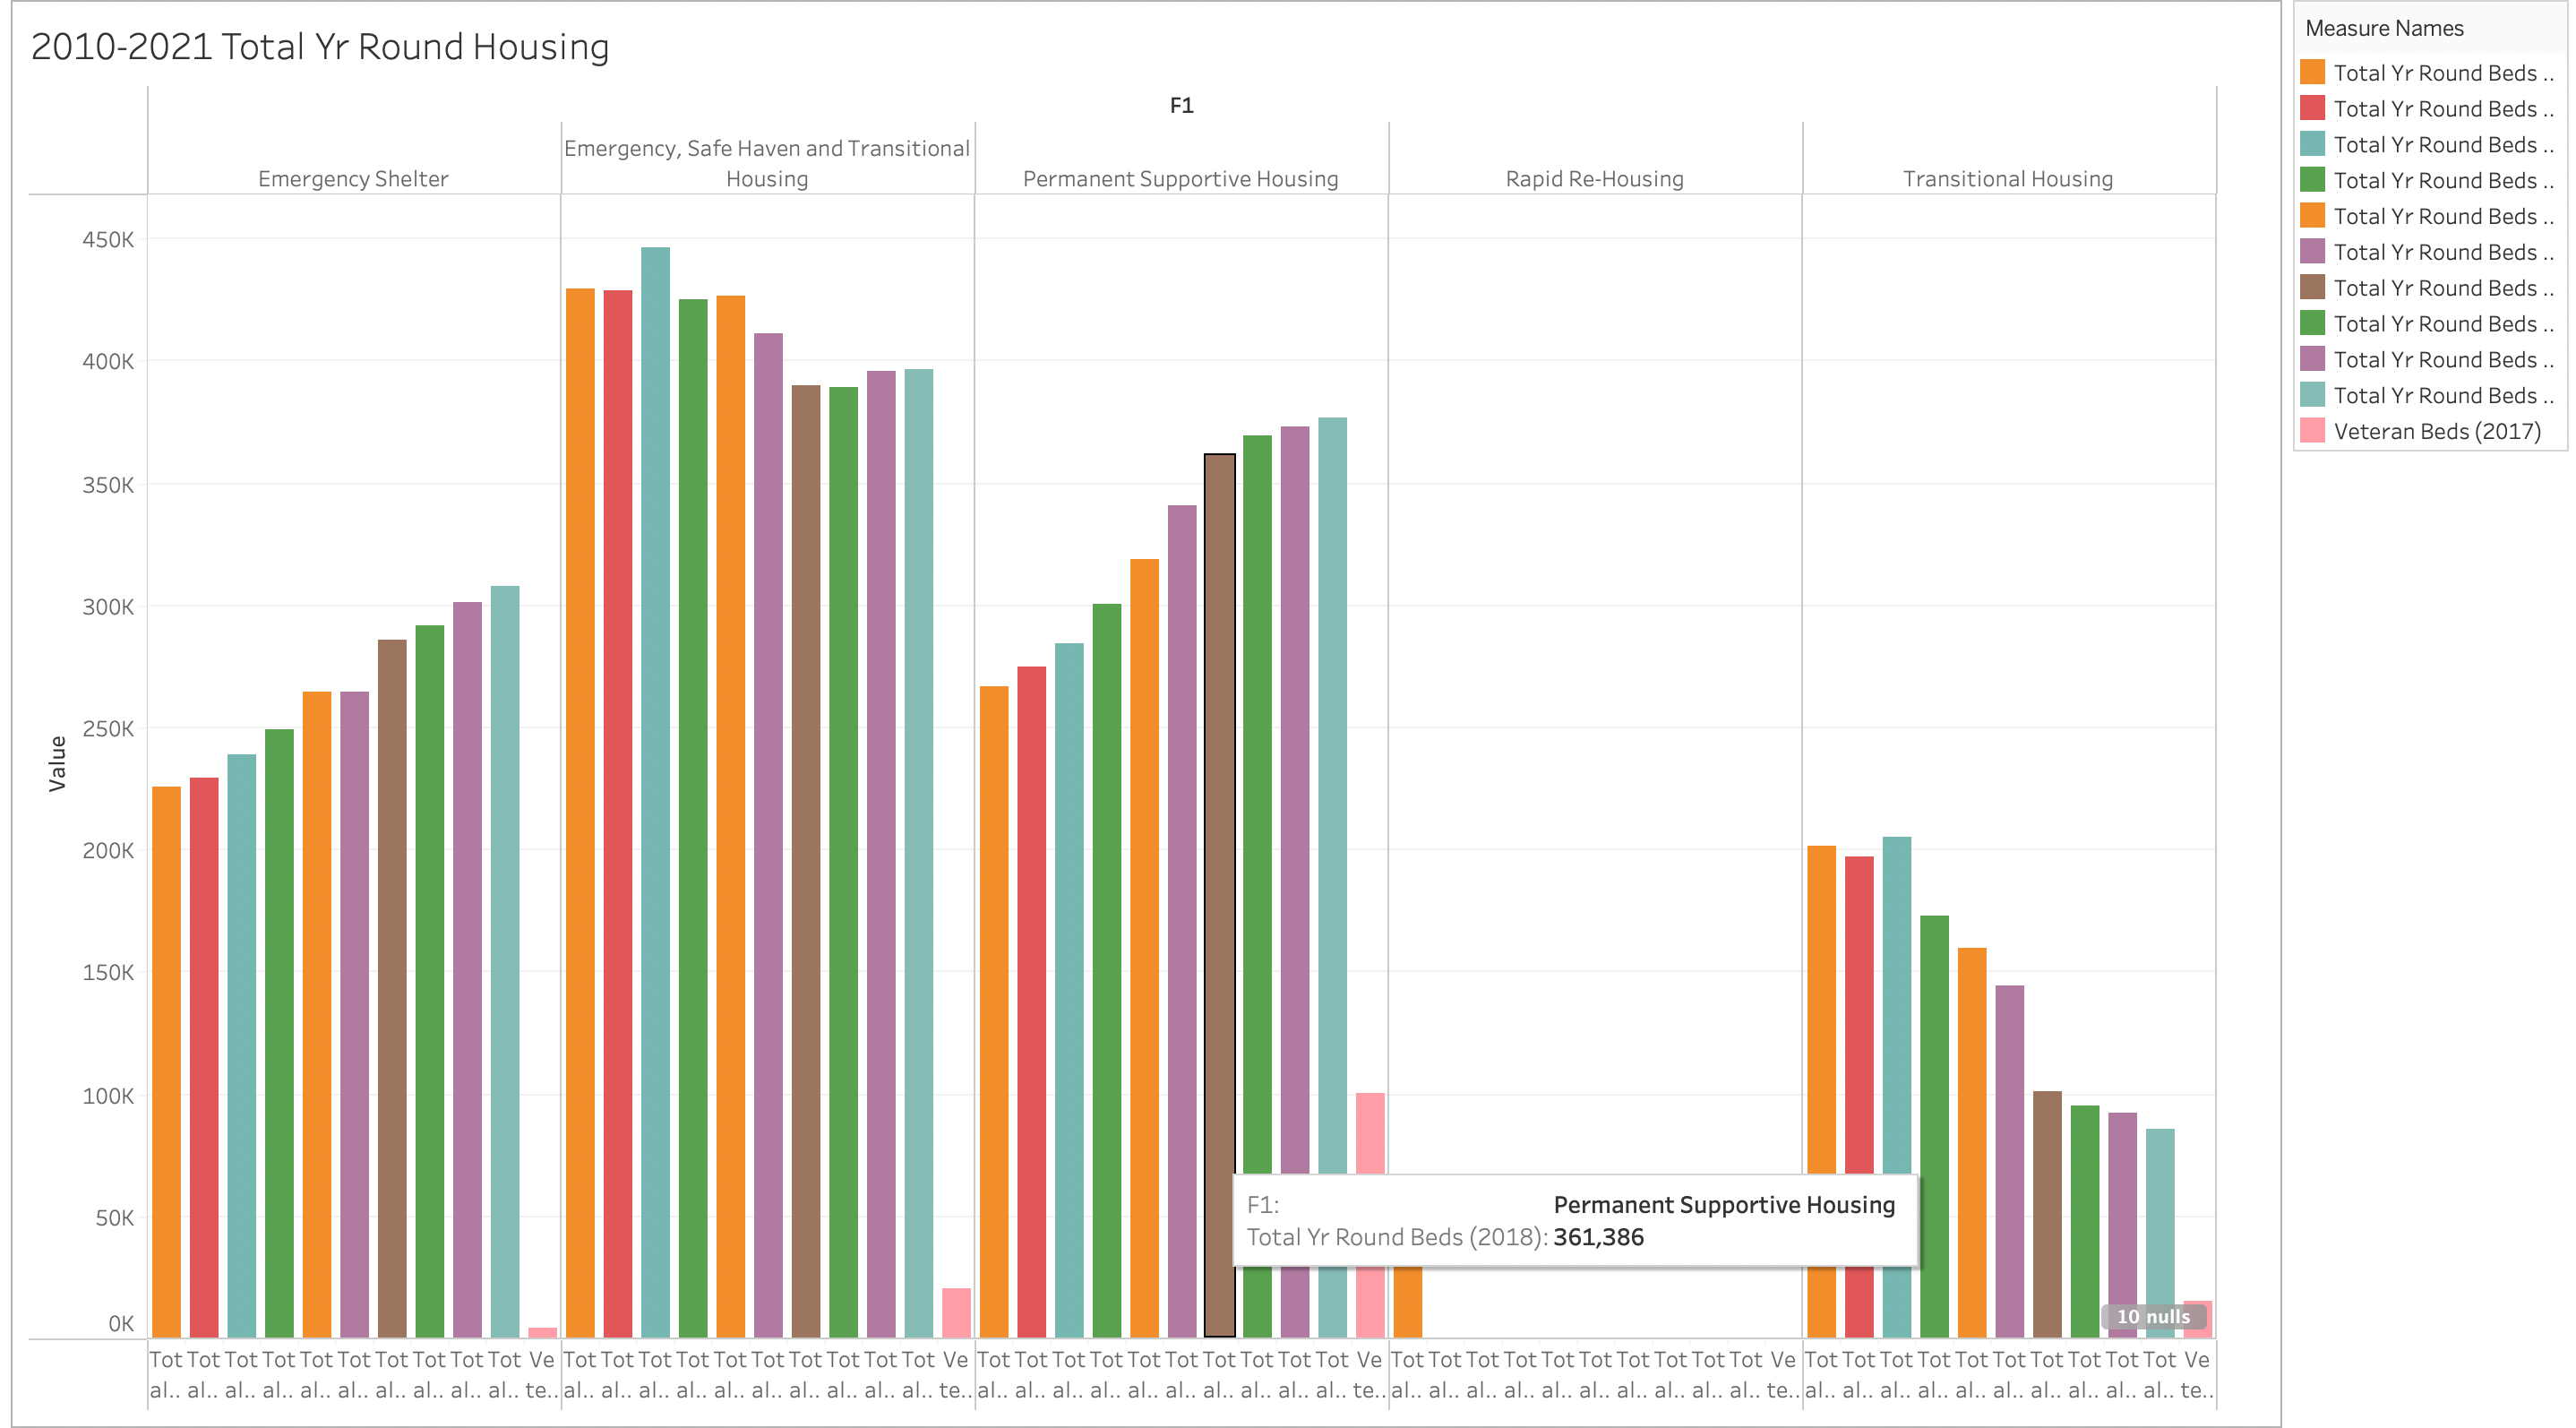 2010-2021 Total Yr Round Housing
F1
Emergency Shelter
Emergency, Safe Haven and Transitional
Housing
Permanent Supportive Housing
Rapid Re-Housing
Transitional Housing
450K
400K
350K
300K
250K
200K
150K
100K
50K
0K
Value
F1: Permanent Supportive Housing
Total Yr Round Beds (2018): 361,386
10 nulls
Tot Tot Tot Tot Tot Tot Tot Tot Tot Tot Ve Tot Tot Tot Tot Tot Tot Tot Tot Tot Tot Ve Tot Tot Tot Tot Tot Tot Tot Tot Tot Tot Ve Tot Tot Tot Tot Tot Tot Tot Tot Tot Tot Ve Tot Tot Tot Tot Tot Tot Tot Tot Tot Tot Ve
al.. al.. al.. al.. al.. al.. al.. al.. al.. al.. te.. al.. al.. al.. al.. al.. al.. al.. al.. al.. al.. te.. al.. al.. al.. al.. al.. al.. al.. al.. al.. al.. te.. al.. al.. al.. al.. al.. al.. al.. al.. al.. al.. te.. al.. al.. al.. al.. al.. al.. al.. al.. al.. al.. te..
Measure Names
Total Yr Round Beds ..
Total Yr Round Beds ..
Total Yr Round Beds ..
Total Yr Round Beds ..
Total Yr Round Beds ..
Total Yr Round Beds ..
Total Yr Round Beds ..
Total Yr Round Beds ..
Total Yr Round Beds ..
Total Yr Round Beds ..
Veteran Beds (2017)